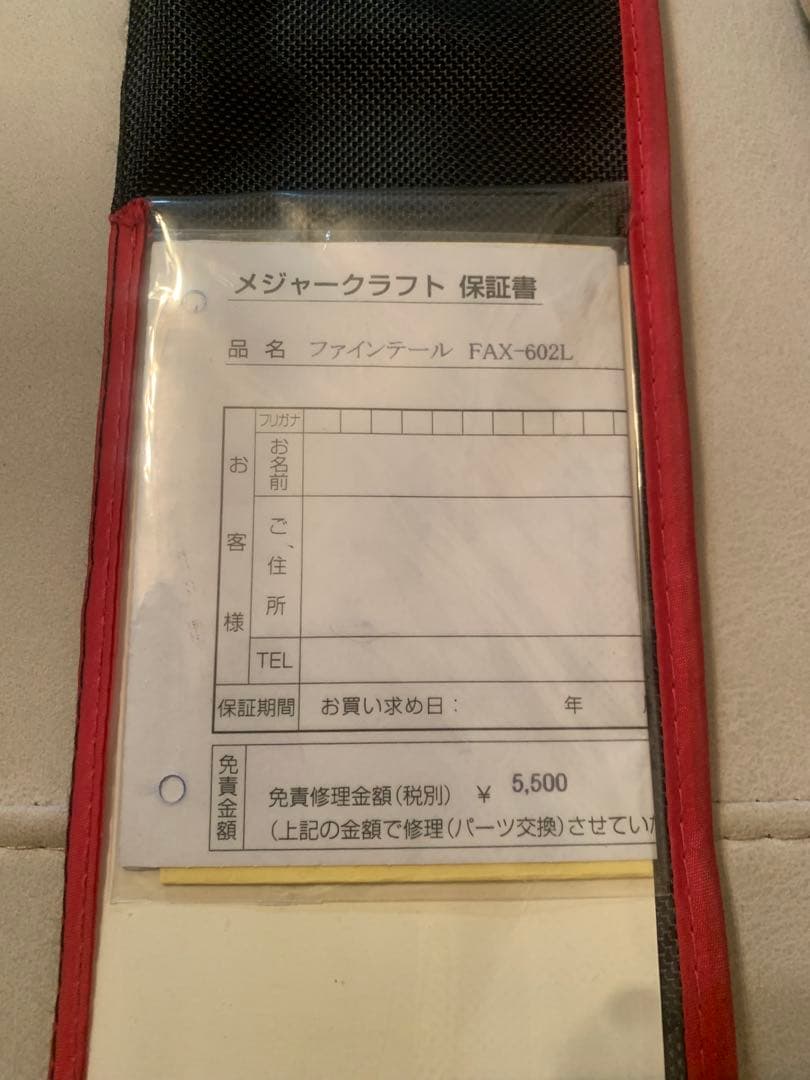 メジャークラフト 保証書
品 名 ファインテール FAX-602L
お客様
フリガナ
お名前
ご、住所
TEL
保証期間 お買い求め日： 年
免責金額
免責修理金額(税別) ¥ 5,500
(上記の金額で修理(パーツ交換)させてい